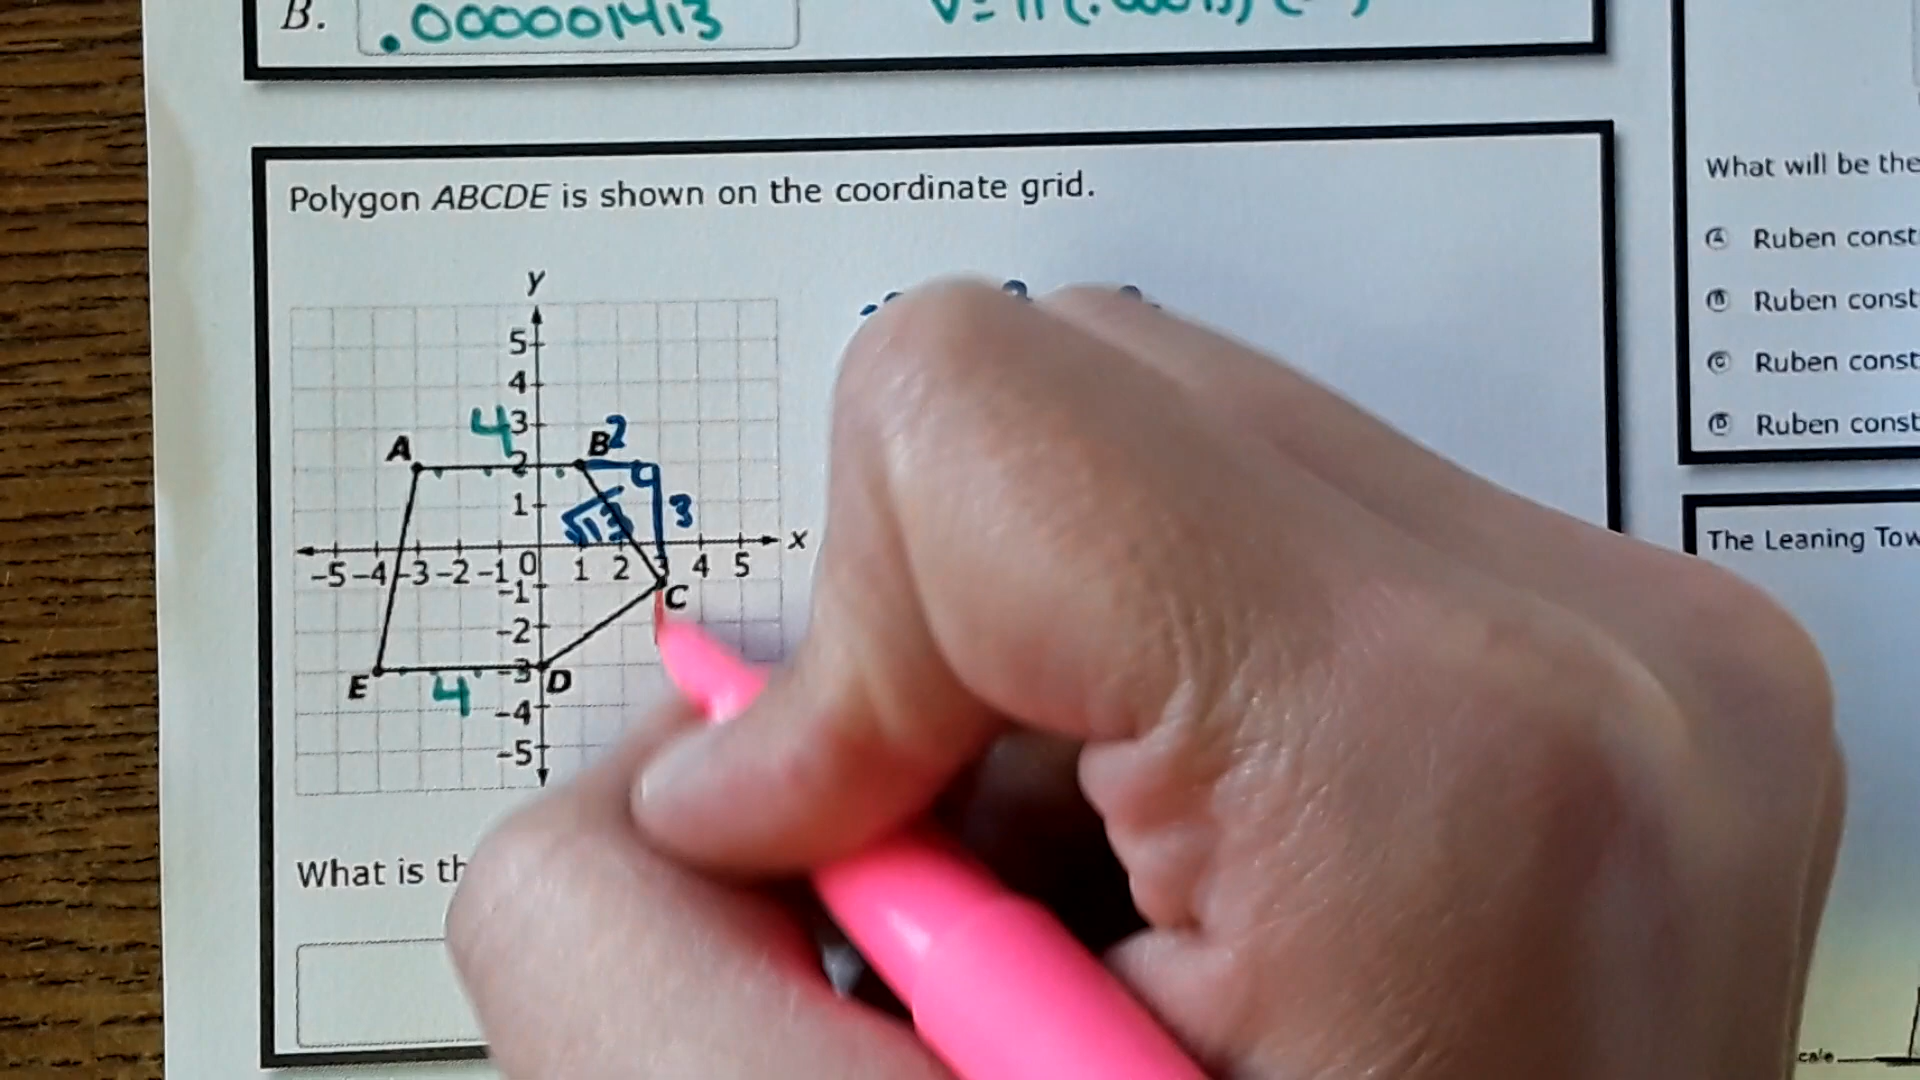 B. .000001413
Polygon ABCDE is shown on the coordinate grid.
y
5
4
A 4 3 B 2
2
1 √13 3
x
-5 -4 -3 -2 -1 0 1 2 3 4 5
-1 C
-2
E 4 -3 D
-4
-5
What is th
What will be the
A Ruben const
B Ruben const
C Ruben const
D Ruben const
The Leaning Tow
cale